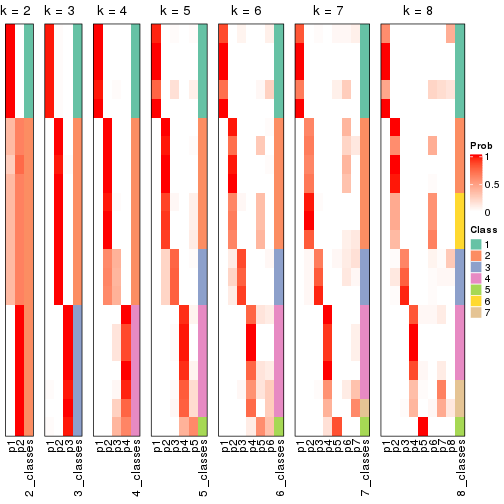 k = 2
k = 3
k = 4
k = 5
k = 6
k = 7
k = 8
p1
p2
2_classes
p1
p2
p3
3_classes
p1
p2
p3
p4
4_classes
p1
p2
p3
p4
p5
5_classes
p1
p2
p3
p4
p5
p6
6_classes
p1
p2
p3
p4
p5
p6
p7
7_classes
p1
p2
p3
p4
p5
p6
p7
p8
8_classes
Prob
1
0.5
0
Class
1
2
3
4
5
6
7